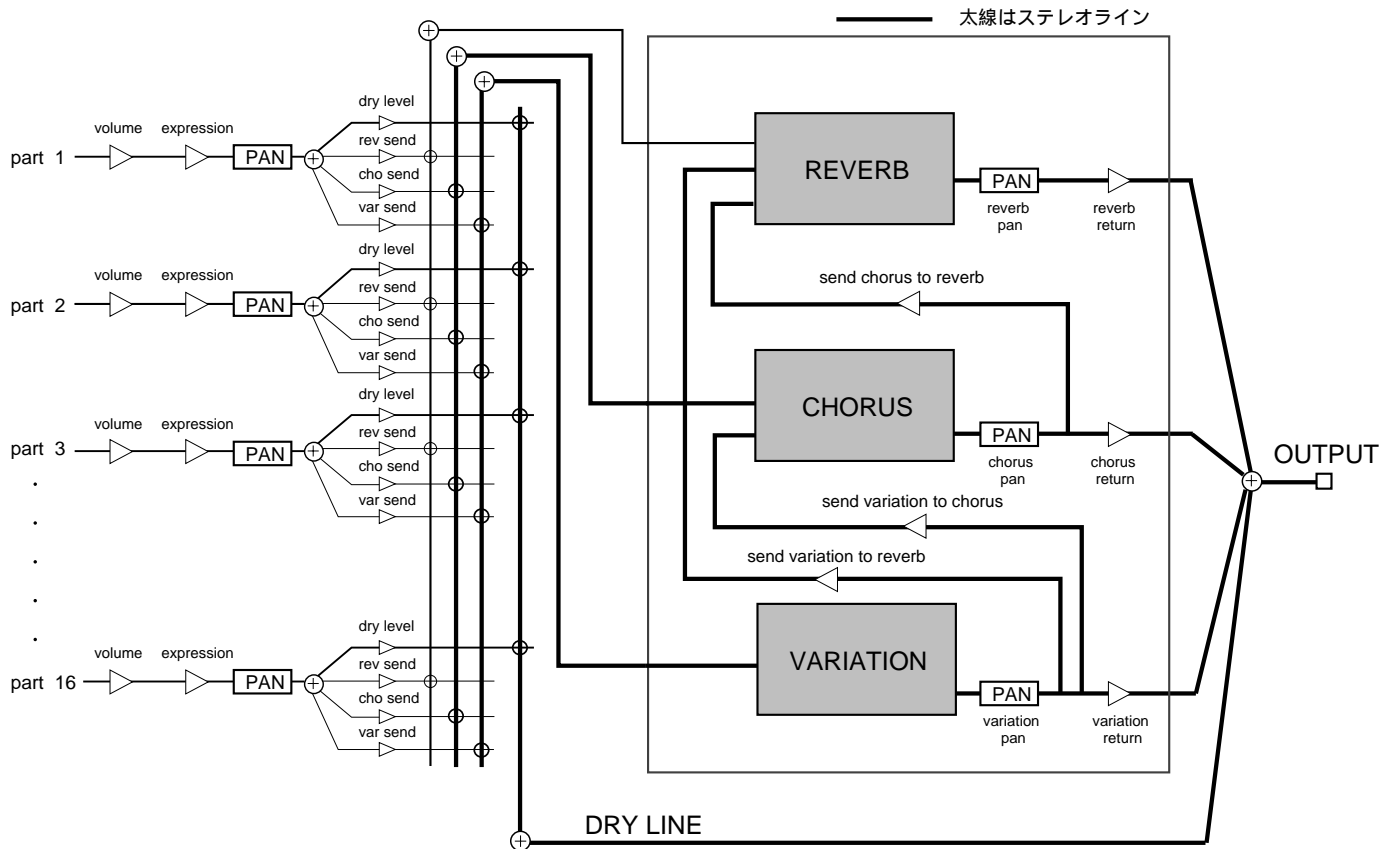 太線はステレオライン
part 1
volume
expression
PAN
dry level
rev send
cho send
var send
part 2
volume
expression
PAN
dry level
rev send
cho send
var send
part 3
volume
expression
PAN
dry level
rev send
cho send
var send
.
.
.
.
.
part 16
volume
expression
PAN
dry level
rev send
cho send
var send
REVERB
PAN
reverb
pan
reverb
return
send chorus to reverb
CHORUS
PAN
chorus
pan
chorus
return
send variation to chorus
send variation to reverb
VARIATION
PAN
variation
pan
variation
return
OUTPUT
DRY LINE